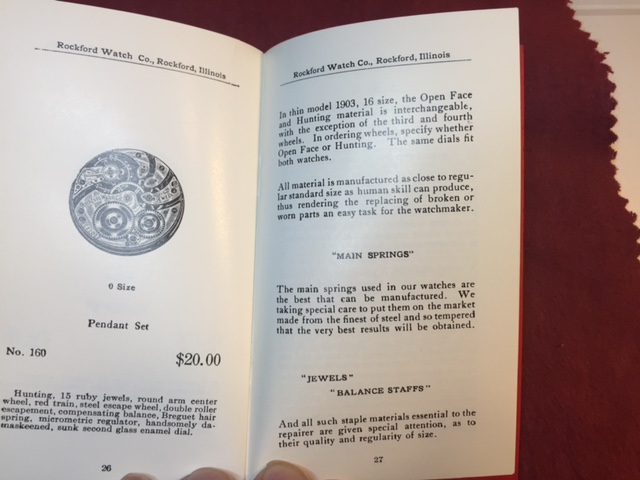 Rockford Watch Co., Rockford, Illinois
0 Size
Pendant Set
No. 160 $20.00
Hunting, 15 ruby jewels, round arm center
wheel, red train, steel escape wheel, double roller
escapement, compensating balance, Breguet hair
spring, micrometric regulator, handsomely da-
maskeened, sunk second glass enamel dial.
26
Rockford Watch Co., Rockford, Illinois
In thin model 1903, 16 size, the Open Face
and Hunting material is interchangeable,
with the exception of the third and fourth
wheels. In ordering wheels, specify whether
Open Face or Hunting. The same dials fit
both watches.
All material is manufactured as close to regu-
lar standard size as human skill can produce,
thus rendering the replacing of broken or
worn parts an easy task for the watchmaker.
"MAIN SPRINGS"
The main springs used in our watches are
the best that can be manufactured. We
taking special care to put them on the market
made from the finest of steel and so tempered
that the very best results will be obtained.
"JEWELS"
"BALANCE STAFFS"
And all such staple materials essential to the
repairer are given special attention, as to
their quality and regularity of size.
27